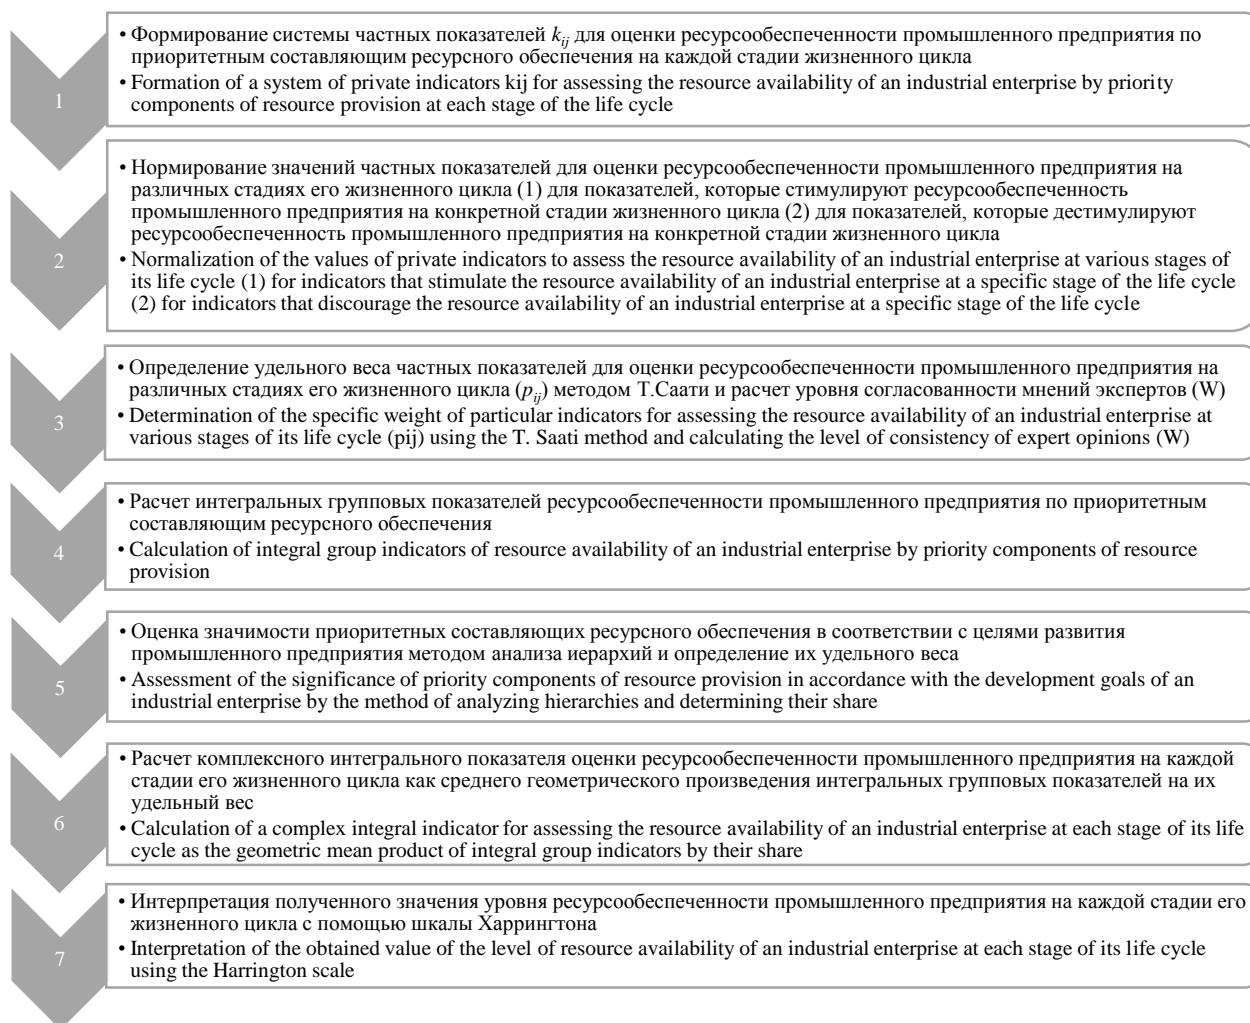 1
• Формирование системы частных показателей kij для оценки ресурсообеспеченности промышленного предприятия по
приоритетным составляющим ресурсного обеспечения на каждой стадии жизненного цикла
• Formation of a system of private indicators kij for assessing the resource availability of an industrial enterprise by priority
components of resource provision at each stage of the life cycle
2
• Нормирование значений частных показателей для оценки ресурсообеспеченности промышленного предприятия на
различных стадиях его жизненного цикла (1) для показателей, которые стимулируют ресурсообеспеченность
промышленного предприятия на конкретной стадии жизненного цикла (2) для показателей, которые дестимулируют
ресурсообеспеченность промышленного предприятия на конкретной стадии жизненного цикла
• Normalization of the values of private indicators to assess the resource availability of an industrial enterprise at various stages of
its life cycle (1) for indicators that stimulate the resource availability of an industrial enterprise at a specific stage of the life cycle
(2) for indicators that discourage the resource availability of an industrial enterprise at a specific stage of the life cycle
3
• Определение удельного веса частных показателей для оценки ресурсообеспеченности промышленного предприятия на
различных стадиях его жизненного цикла (pij) методом Т.Саати и расчет уровня согласованности мнений экспертов (W)
• Determination of the specific weight of particular indicators for assessing the resource availability of an industrial enterprise at
various stages of its life cycle (pij) using the T. Saati method and calculating the level of consistency of expert opinions (W)
4
• Расчет интегральных групповых показателей ресурсообеспеченности промышленного предприятия по приоритетным
составляющим ресурсного обеспечения
• Calculation of integral group indicators of resource availability of an industrial enterprise by priority components of resource
provision
5
• Оценка значимости приоритетных составляющих ресурсного обеспечения в соответствии с целями развития
промышленного предприятия методом анализа иерархий и определение их удельного веса
• Assessment of the significance of priority components of resource provision in accordance with the development goals of an
industrial enterprise by the method of analyzing hierarchies and determining their share
6
• Расчет комплексного интегрального показателя оценки ресурсообеспеченности промышленного предприятия на каждой
стадии его жизненного цикла как среднего геометрического произведения интегральных групповых показателей на их
удельный вес
• Calculation of a complex integral indicator for assessing the resource availability of an industrial enterprise at each stage of its life
cycle as the geometric mean product of integral group indicators by their share
7
• Интерпретация полученного значения уровня ресурсообеспеченности промышленного предприятия на каждой стадии его
жизненного цикла с помощью шкалы Харрингтона
• Interpretation of the obtained value of the level of resource availability of an industrial enterprise at each stage of its life cycle
using the Harrington scale